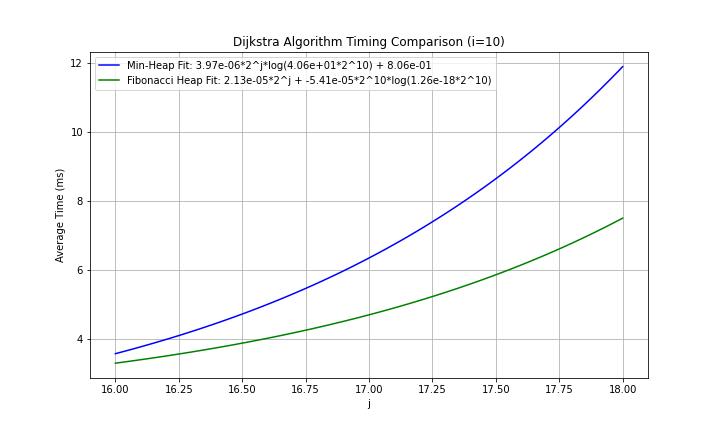 Dijkstra Algorithm Timing Comparison (i=10)
Min-Heap Fit: 3.97e-06*2^j*log(4.06e+01*2^10) + 8.06e-01
Fibonacci Heap Fit: 2.13e-05*2^j + -5.41e-05*2^10*log(1.26e-18*2^10)
12
10
8
6
4
Average Time (ms)
16.00 16.25 16.50 16.75 17.00 17.25 17.50 17.75 18.00
j